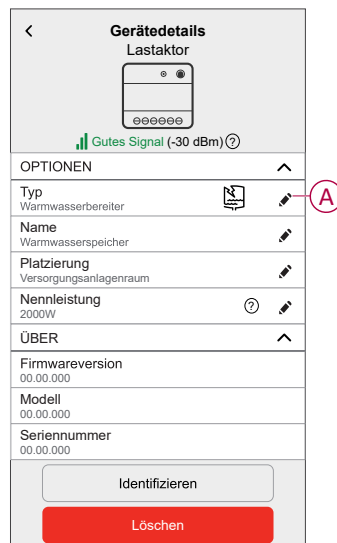 Gerätedetails
Lastaktor
Gutes Signal (-30 dBm) ?
OPTIONEN
Typ
Warmwasserbereiter
A
Name
Warmwasserspeicher
Platzierung
Versorgungsanlagenraum
Nennleistung
2000W
?
ÜBER
Firmwareversion
00.00.000
Modell
00.00.000
Seriennummer
00.00.000
Identifizieren
Löschen